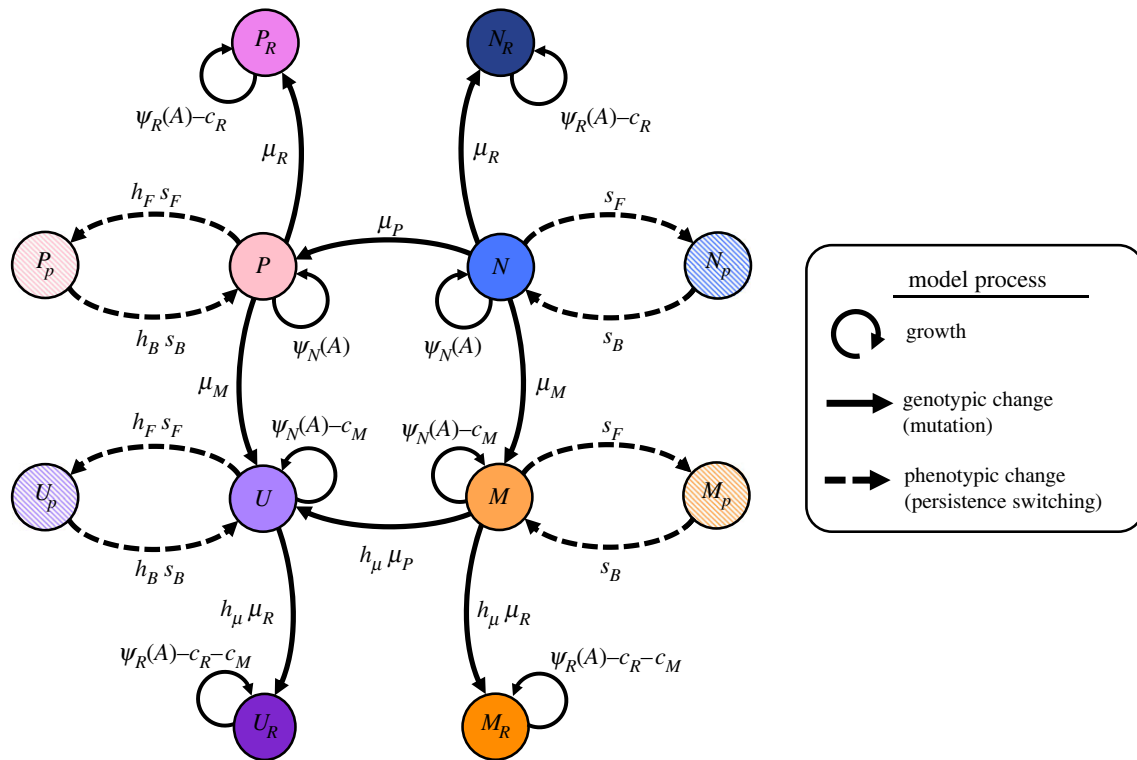 P_R
N_R
ψ_R(A)–c_R
ψ_R(A)–c_R
μ_R
μ_R
h_F s_F
s_F
μ_P
P_p
P
N
N_p
h_B s_B
ψ_N(A)
ψ_N(A)
s_B
μ_M
μ_M
h_F s_F
ψ_N(A)–c_M
ψ_N(A)–c_M
s_F
U_p
U
M
M_p
h_B s_B
h_μ μ_P
s_B
h_μ μ_R
h_μ μ_R
ψ_R(A)–c_R–c_M
ψ_R(A)–c_R–c_M
U_R
M_R
model process
growth
genotypic change
(mutation)
phenotypic change
(persistence switching)